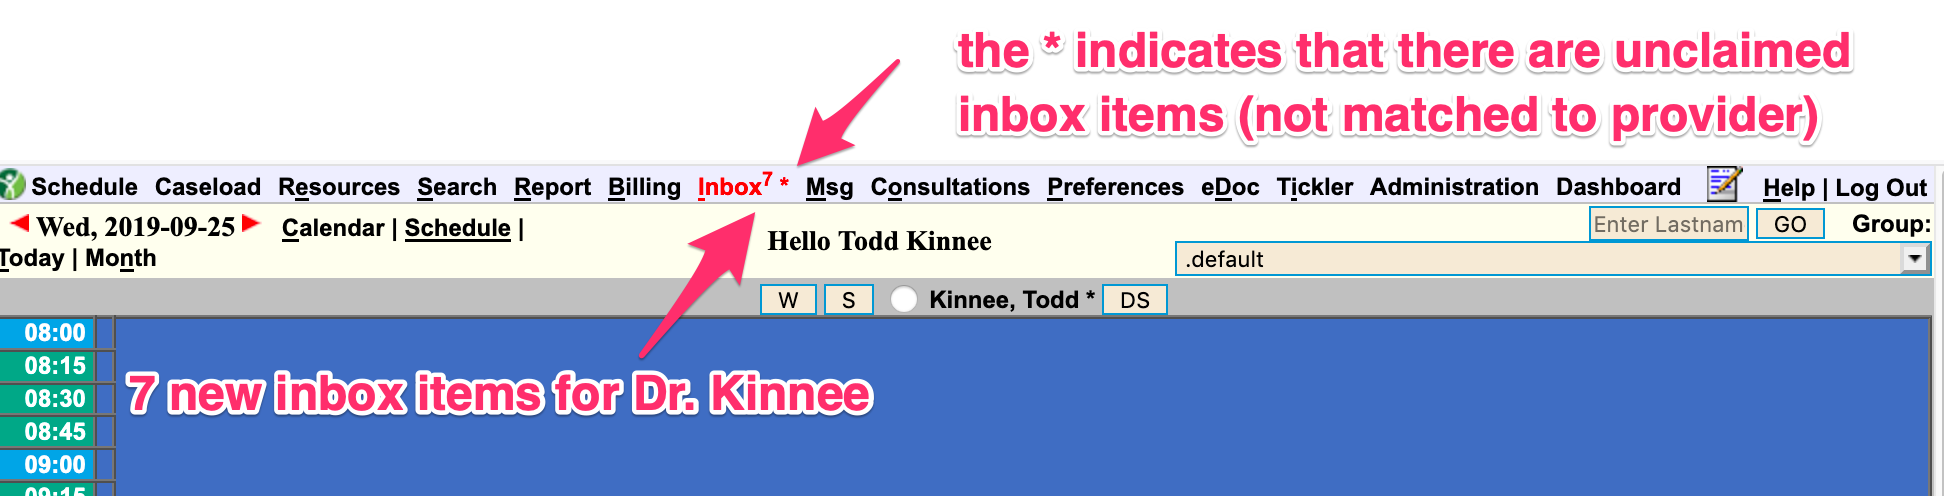 the * indicates that there are unclaimed
inbox items (not matched to provider)
Schedule Caseload Resources Search Report Billing Inbox7 * Msg Consultations Preferences eDoc Tickler Administration Dashboard Help | Log Out
Wed, 2019-09-25 Calendar | Schedule |
Today | Month
Hello Todd Kinnee
Enter Lastnam GO Group:
.default
W S Kinnee, Todd * DS
08:00
08:15
7 new inbox items for Dr. Kinnee
08:30
08:45
09:00
09:15